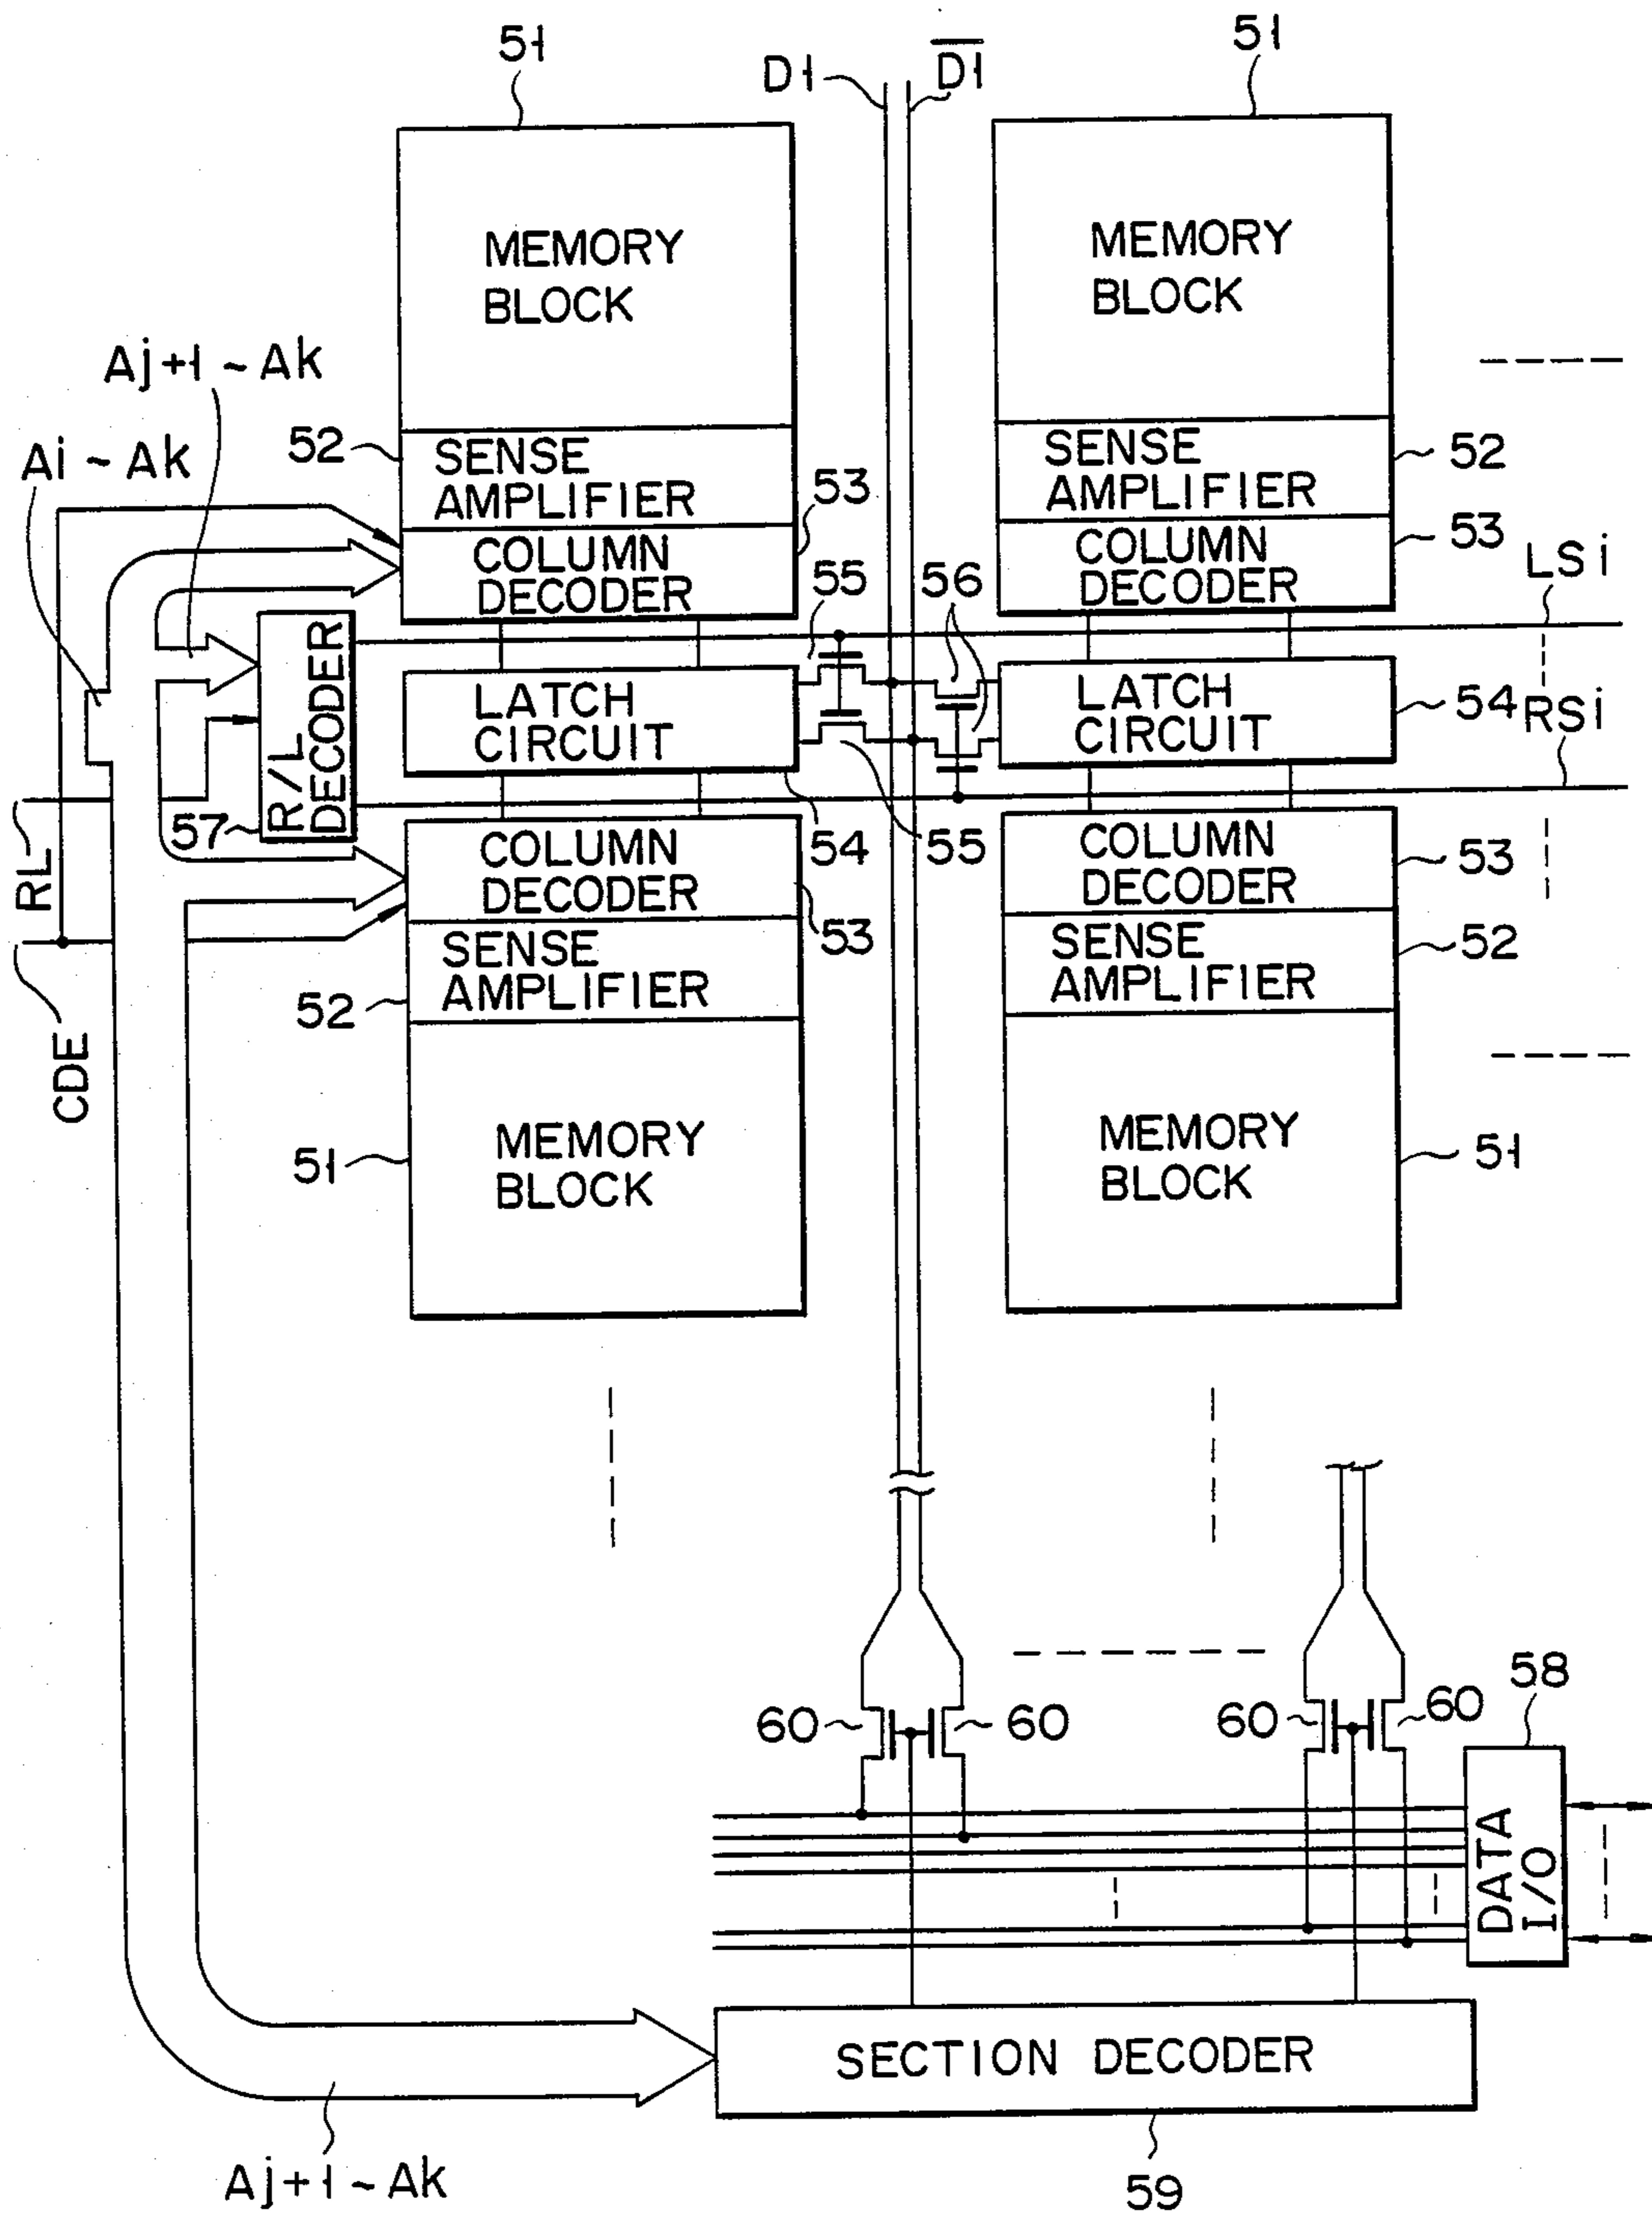 51
D1
D1
51
MEMORY
BLOCK
MEMORY
BLOCK
Aj+1~Ak
Ai~Ak
52
SENSE
AMPLIFIER
53
SENSE
AMPLIFIER
52
COLUMN
DECODER
55
56
COLUMN
DECODER
53
LSi
R/L
DECODER
LATCH
CIRCUIT
LATCH
CIRCUIT
54
RSi
57
RL
COLUMN
DECODER
54
55
COLUMN
DECODER
53
53
CDE
52
SENSE
AMPLIFIER
SENSE
AMPLIFIER
52
51
MEMORY
BLOCK
MEMORY
BLOCK
51
60
60
60
60
58
DATA
I/O
SECTION DECODER
Aj+1~Ak
59